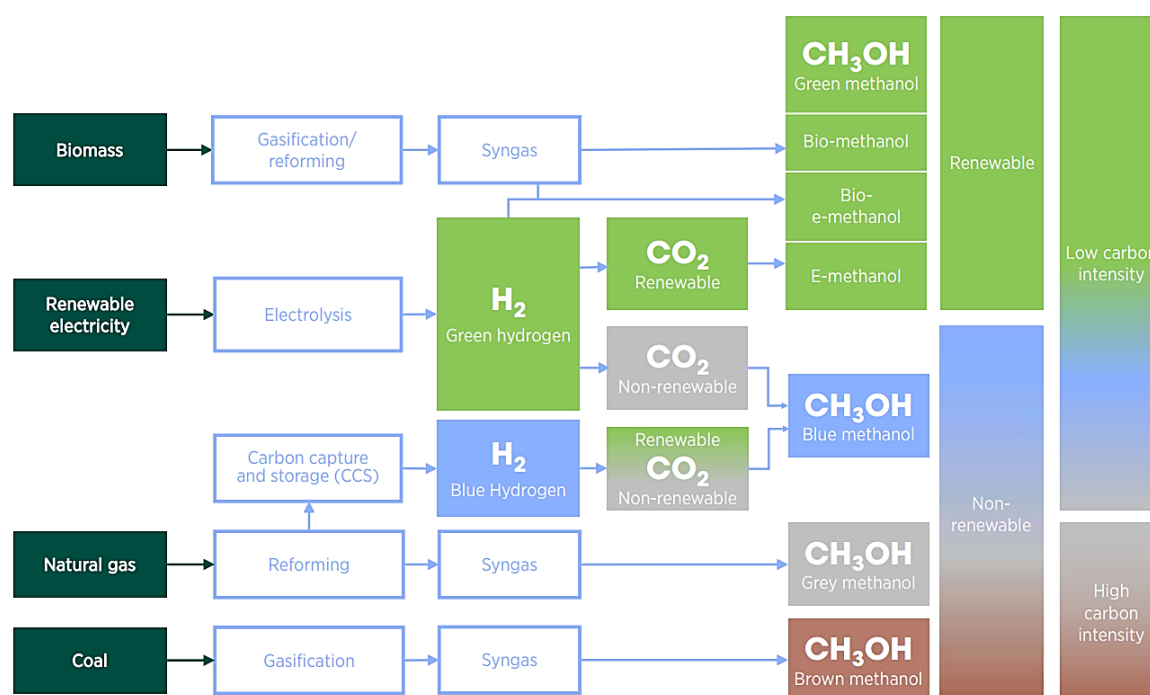 CH₃OH
Green methanol
Biomass
Gasification/
reforming
Syngas
Bio-methanol
Renewable
Bio-
e-methanol
Renewable
electricity
Electrolysis
H₂
Green hydrogen
CO₂
Renewable
E-methanol
Low carbon
intensity
CO₂
Non-renewable
CH₃OH
Blue methanol
Carbon capture
and storage (CCS)
H₂
Blue Hydrogen
Renewable
CO₂
Non-renewable
Non-
renewable
Natural gas
Reforming
Syngas
CH₃OH
Grey methanol
High
carbon
intensity
Coal
Gasification
Syngas
CH₃OH
Brown methanol